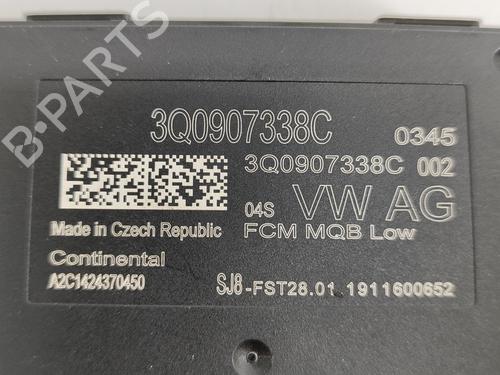 B-PARTS
3Q0907338C 0345
3Q0907338C 002
04S VW AG
Made in Czech Republic FCM MQB Low
Continental
A2C1424370450 SJ8-FST28.01 1911600652